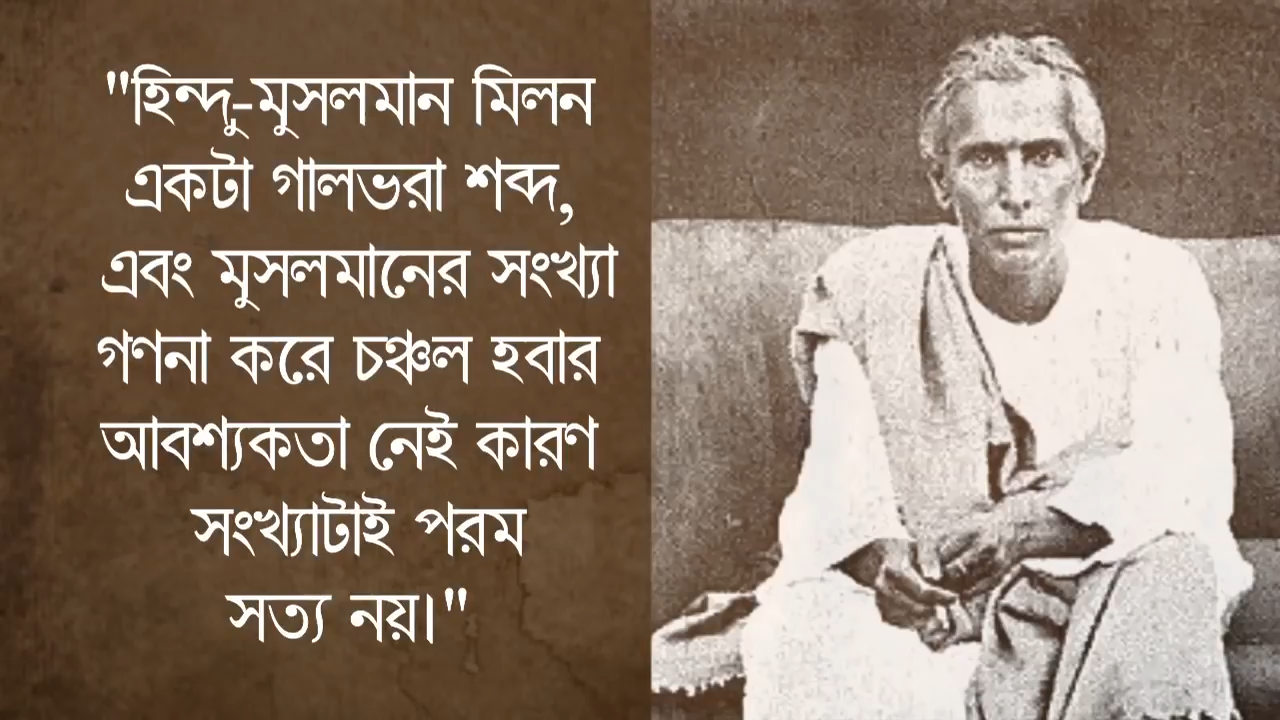 "হিন্দু-মুসলমান মিলন
একটা গালভরা শব্দ,
এবং মুসলমানের সংখ্যা
গণনা করে চঞ্চল হবার
আবশ্যকতা নেই কারণ
সংখ্যাটাই পরম
সত্য নয়।"